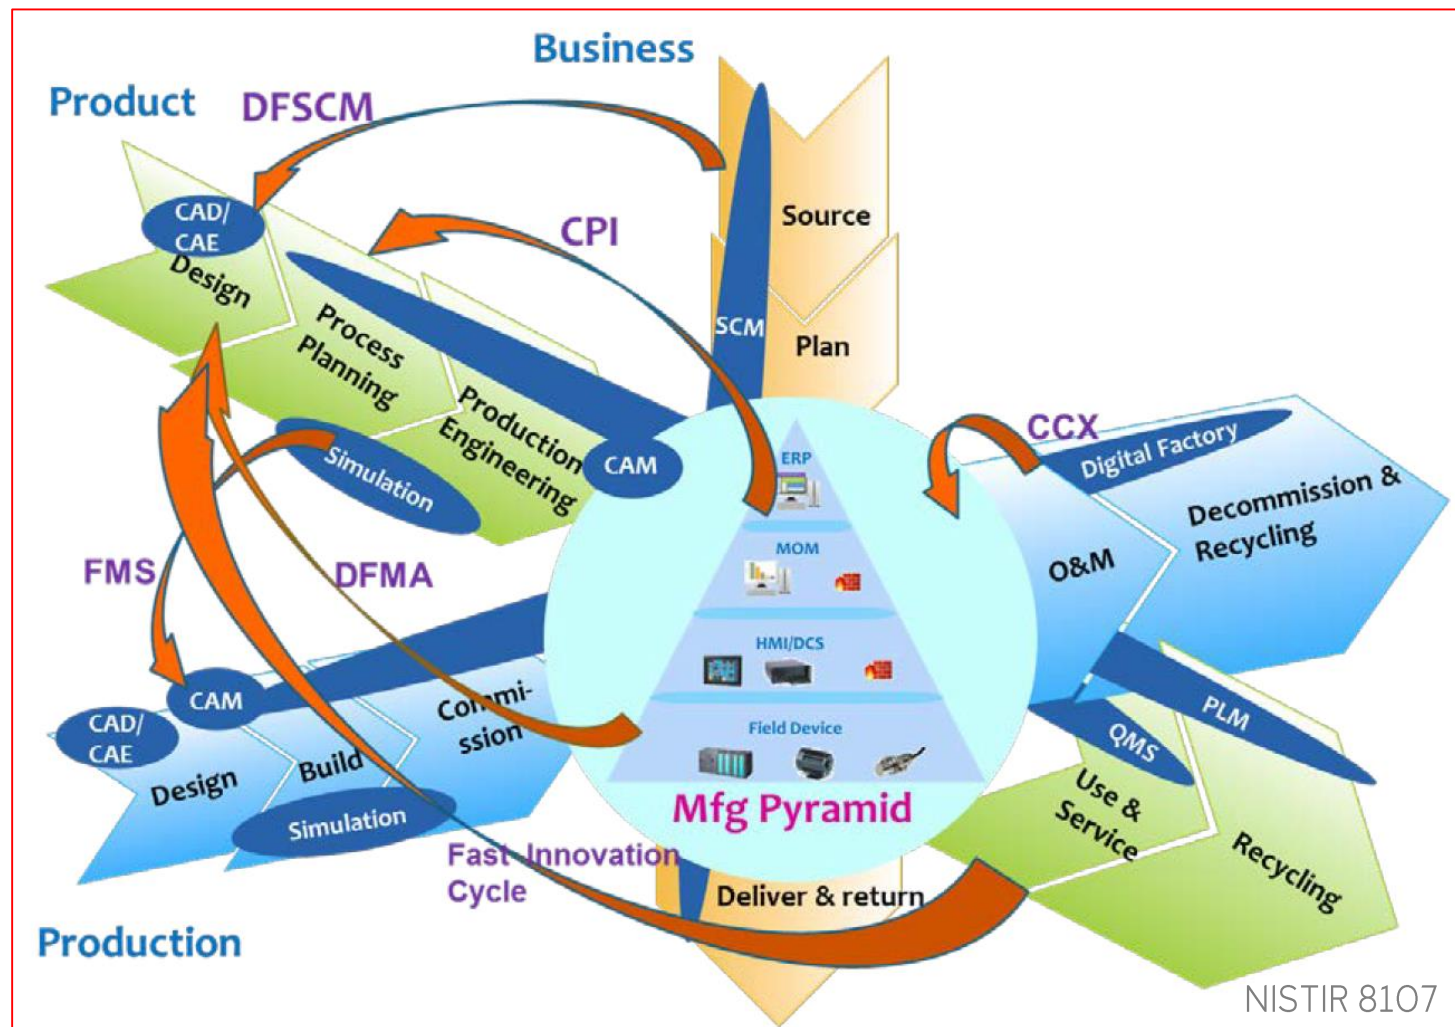 Business
Product
DFSCM
CAD/
CAE
Design
CPI
Source
SCM
Plan
Process
Planning
Production
Engineering
CAM
Simulation
CCX
Digital Factory
Decommission &
Recycling
O&M
ERP
MOM
HMI/DCS
Field Device
Mfg Pyramid
FMS
DFMA
CAM
CAD/
CAE
Design
Build
Commi-
ssion
Simulation
PLM
QMS
Use &
Service
Recycling
Fast Innovation
Cycle
Deliver & return
Production
NISTIR 8107